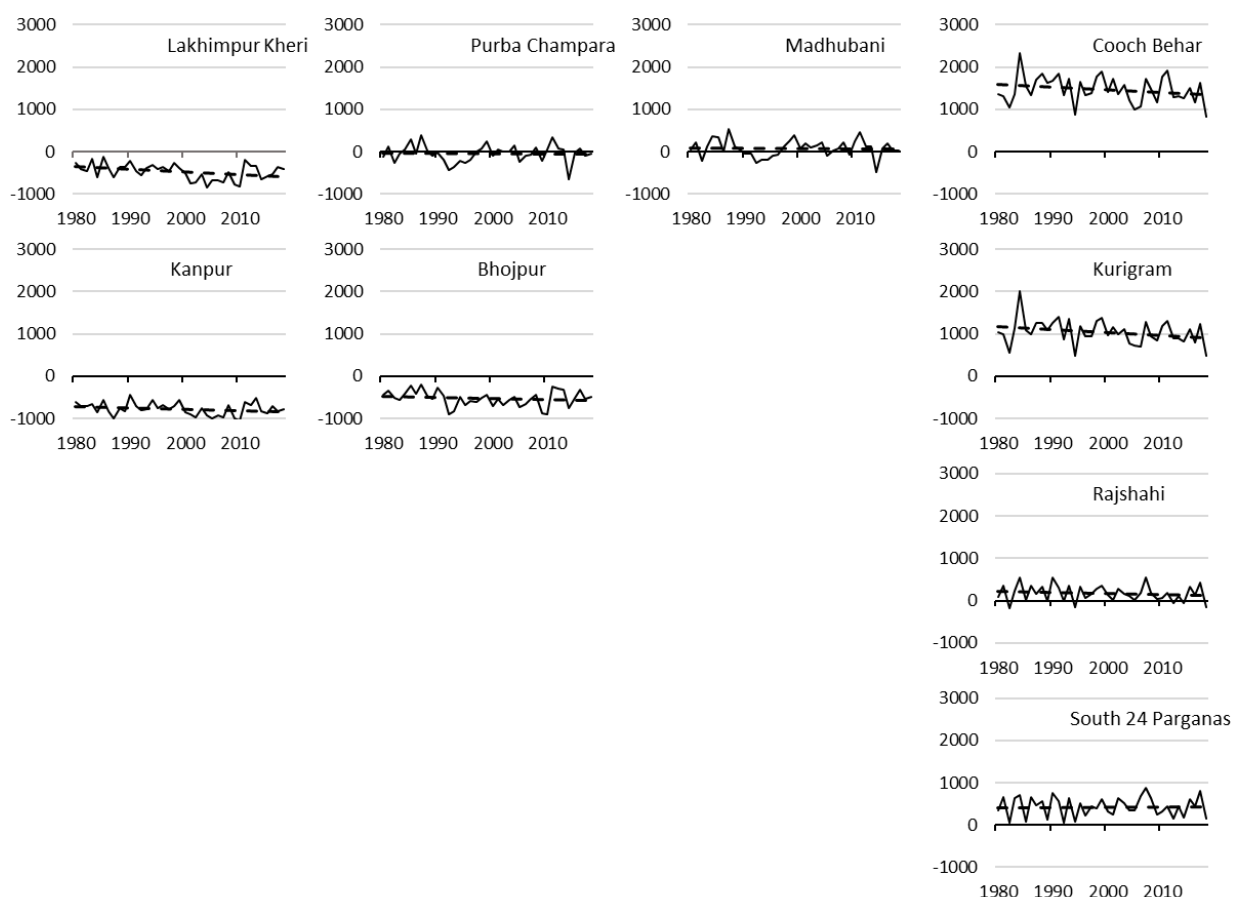 3000 3000 3000 3000
Lakhimpur Kheri Purba Champara Madhubani Cooch Behar
2000 2000 2000 2000
1000 1000 1000 1000
0 0 0 0
-1000 -1000 -1000 -1000
1980 1990 2000 2010 1980 1990 2000 2010 1980 1990 2000 2010 1980 1990 2000 2010
3000 3000 3000
Kanpur Bhojpur Kurigram
2000 2000 2000
1000 1000 1000
0 0 0
-1000 -1000 -1000
1980 1990 2000 2010 1980 1990 2000 2010 1980 1990 2000 2010
3000
Rajshahi
2000
1000
0
-1000
1980 1990 2000 2010
3000
South 24 Parganas
2000
1000
0
-1000
1980 1990 2000 2010